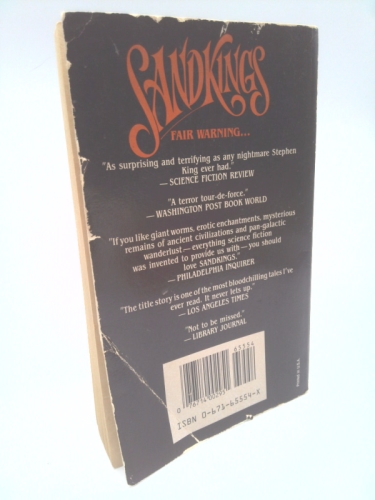 SANDKINGS
FAIR WARNING...
"As surprising and terrifying as any nightmare Stephen
King ever had."
—SCIENCE FICTION REVIEW
"A terror tour-de-force."
—WASHINGTON POST BOOK WORLD
"If you like giant worms, erotic enchantments, mysterious
remains of ancient civilizations and pan-galactic
wanderlust—everything science fiction
was invented to provide us with—you should
love SANDKINGS."
—PHILADELPHIA INQUIRER
"The title story is one of the most bloodchilling tales I've
ever read. It never lets up."
—LOS ANGELES TIMES
"Not to be missed."
—LIBRARY JOURNAL
65554
ISBN 0-671-65554-X
Printed in U.S.A.